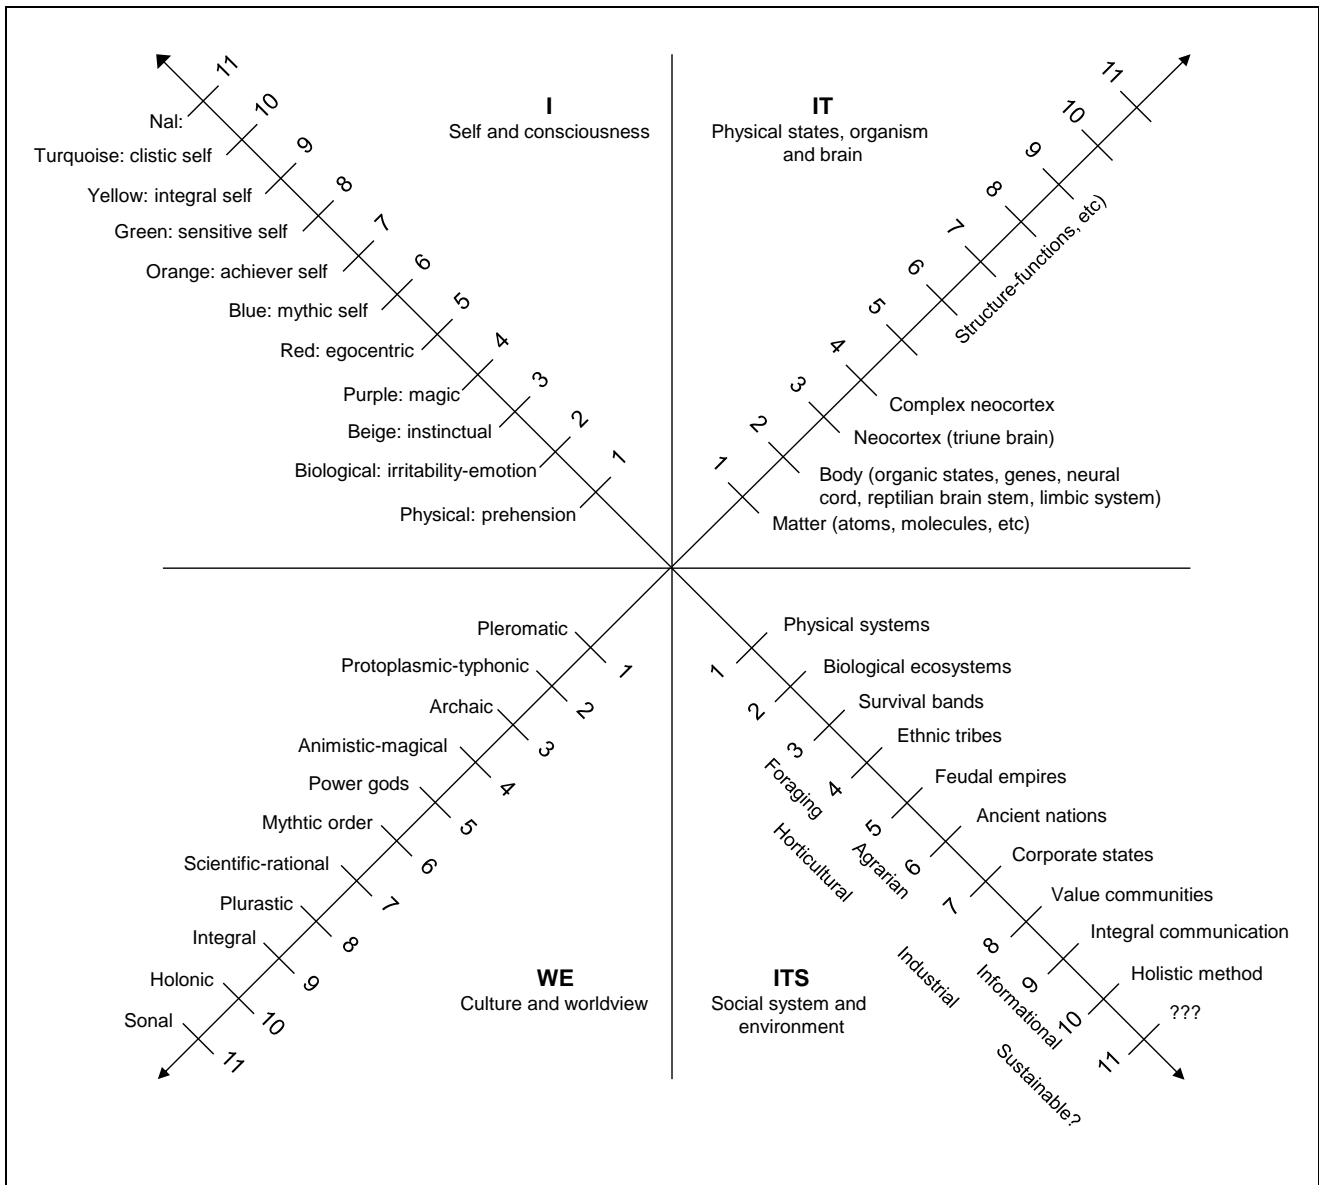 I
Self and consciousness
11
Nal:
10
Turquoise: clistic self
9
Yellow: integral self
8
Green: sensitive self
7
Orange: achiever self
6
Blue: mythic self
5
Red: egocentric
4
Purple: magic
3
Beige: instinctual
2
Biological: irritability-emotion
1
Physical: prehension
IT
Physical states, organism
and brain
11
10
9
8
7
6
5
Structure-functions, etc)
4
Complex neocortex
3
Neocortex (triune brain)
2
Body (organic states, genes, neural
cord, reptilian brain stem, limbic system)
1
Matter (atoms, molecules, etc)
Pleromatic
1
Protoplasmic-typhonic
2
Archaic
3
Animistic-magical
4
Power gods
5
Mythtic order
6
Scientific-rational
7
Plurastic
8
Integral
9
Holonic
10
Sonal
11
WE
Culture and worldview
Physical systems
1
Biological ecosystems
2
Survival bands
3
Ethnic tribes
4
Feudal empires
5
Ancient nations
6
Corporate states
7
Value communities
8
Integral communication
9
Holistic method
10
???
11
Foraging
Horticultural
Agrarian
Industrial
Informational
Sustainable?
ITS
Social system and
environment